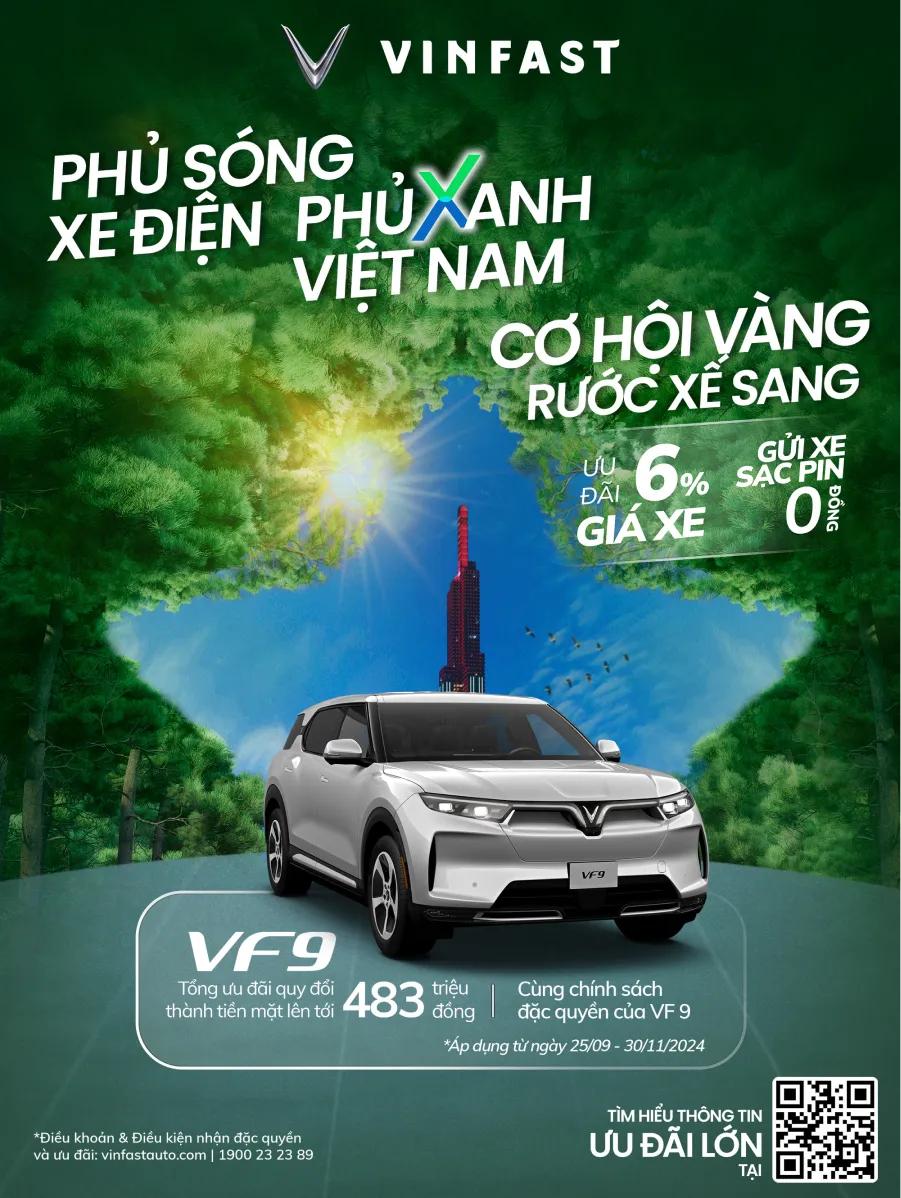 VINFAST
PHỦ SÓNG
XE ĐIỆN PHỦ XANH
VIỆT NAM
CƠ HỘI VÀNG
RƯỚC XẾ SANG
ƯU ĐÃI 6%
GIÁ XE
GỬI XE
SẠC PIN
0 ĐỒNG
VF9
VF9
Tổng ưu đãi quy đổi
thành tiền mặt lên tới
483 triệu đồng
Cùng chính sách
đặc quyền của VF 9
*Áp dụng từ ngày 25/09 - 30/11/2024
*Điều khoản & Điều kiện nhận đặc quyền
và ưu đãi: vinfastauto.com | 1900 23 23 89
TÌM HIỂU THÔNG TIN
ƯU ĐÃI LỚN
TẠI